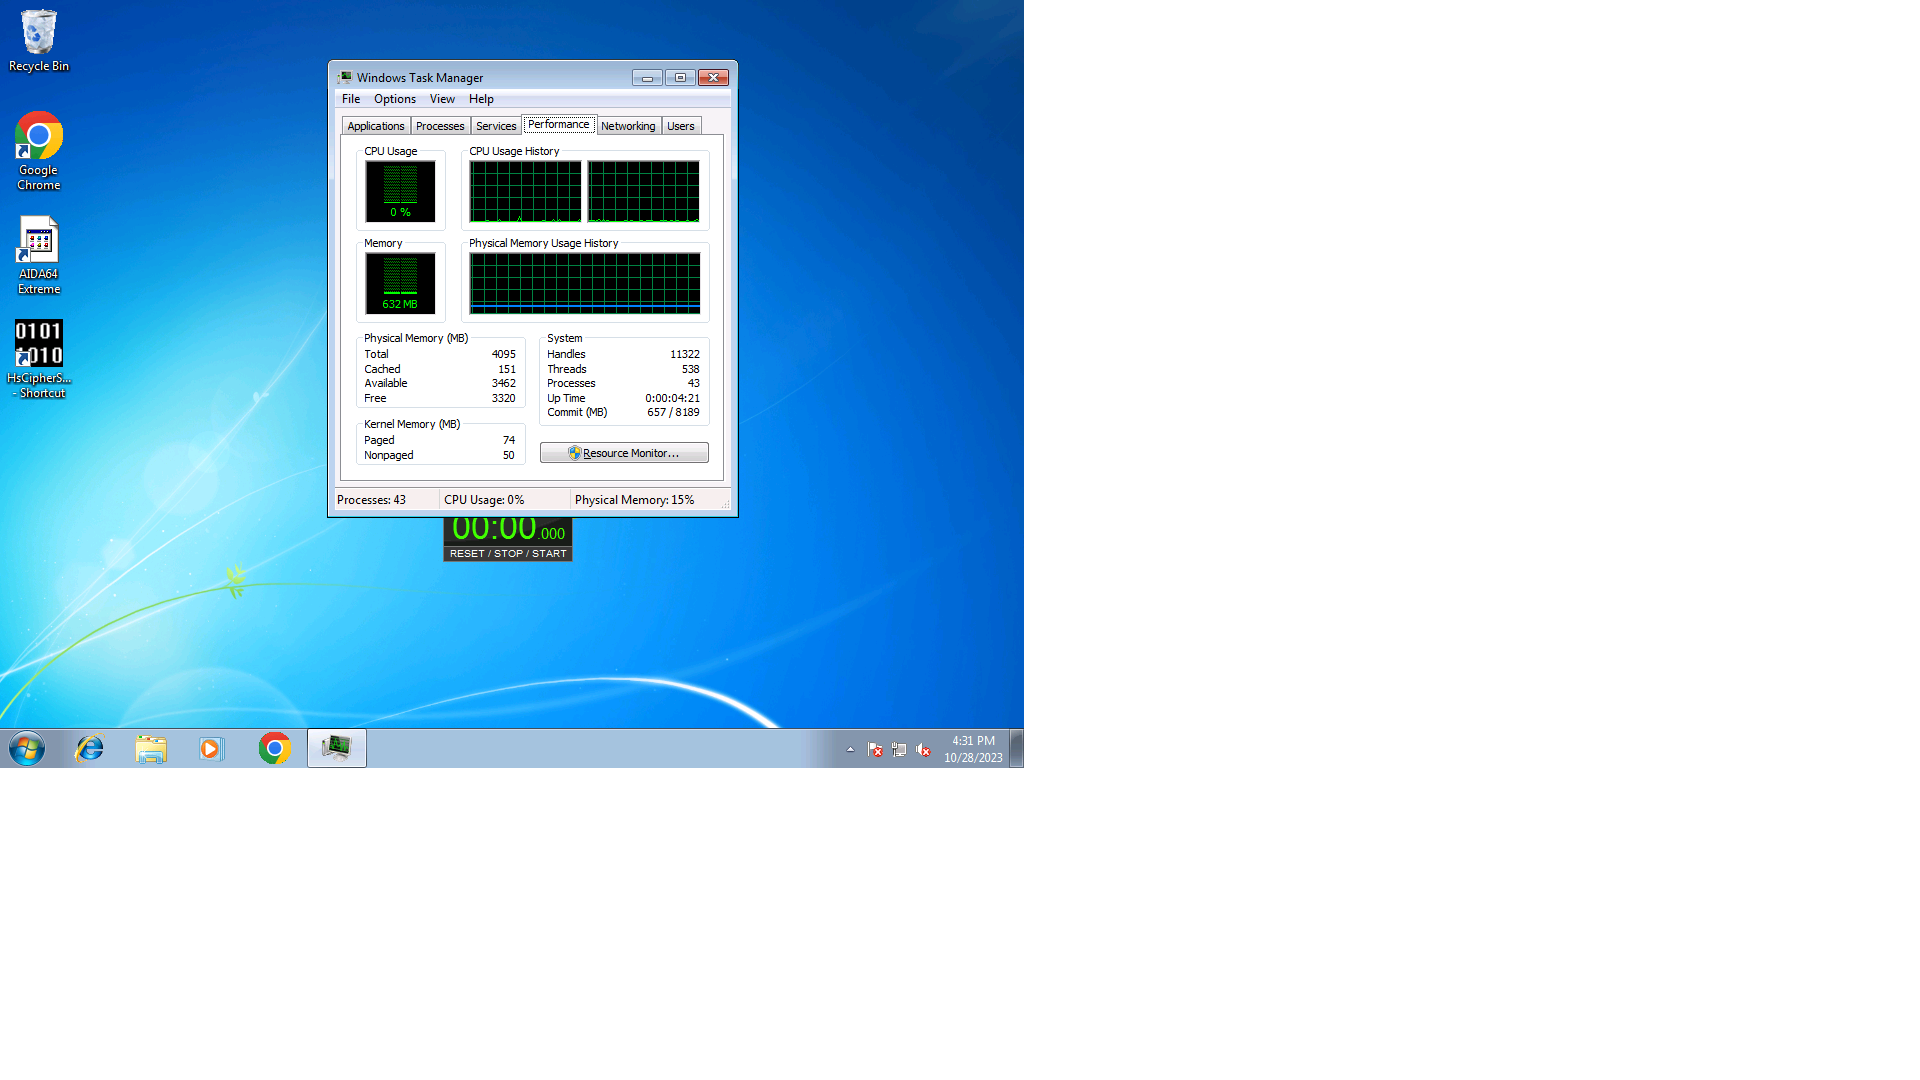 Recycle Bin
Google
Chrome
AIDA64
Extreme
0101
1010
HsCipherS...
- Shortcut
Windows Task Manager
File Options View Help
Applications Processes Services Performance Networking Users
CPU Usage
0 %
CPU Usage History
Memory
632 MB
Physical Memory Usage History
Physical Memory (MB)
Total 4095
Cached 151
Available 3462
Free 3320
Kernel Memory (MB)
Paged 74
Nonpaged 50
System
Handles 11322
Threads 538
Processes 43
Up Time 0:00:04:21
Commit (MB) 657 / 8189
Resource Monitor...
Processes: 43 CPU Usage: 0% Physical Memory: 15%
00:00.000
RESET / STOP / START
4:31 PM
10/28/2023